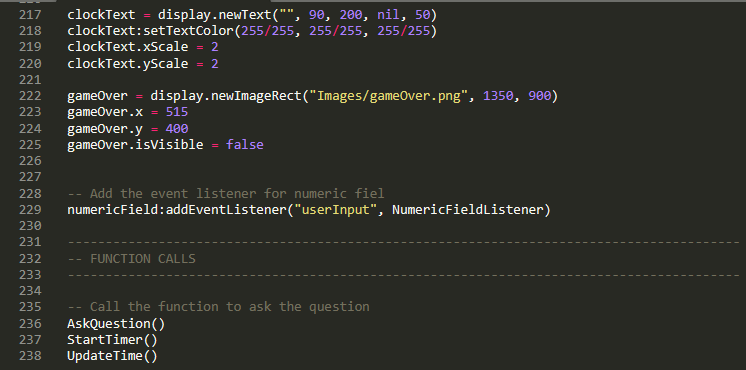 217 clockText = display.newText("", 90, 200, nil, 50)
218 clockText:setTextColor(255/255, 255/255, 255/255)
219 clockText.xScale = 2
220 clockText.yScale = 2
221
222 gameOver = display.newImageRect("Images/gameOver.png", 1350, 900)
223 gameOver.x = 515
224 gameOver.y = 400
225 gameOver.isVisible = false
226
227
228 -- Add the event listener for numeric fiel
229 numericField:addEventListener("userInput", NumericFieldListener)
230
231 -----------------------------------------------------------------------------------------
232 -- FUNCTION CALLS
233 -----------------------------------------------------------------------------------------
234
235 -- Call the function to ask the question
236 AskQuestion()
237 StartTimer()
238 UpdateTime()